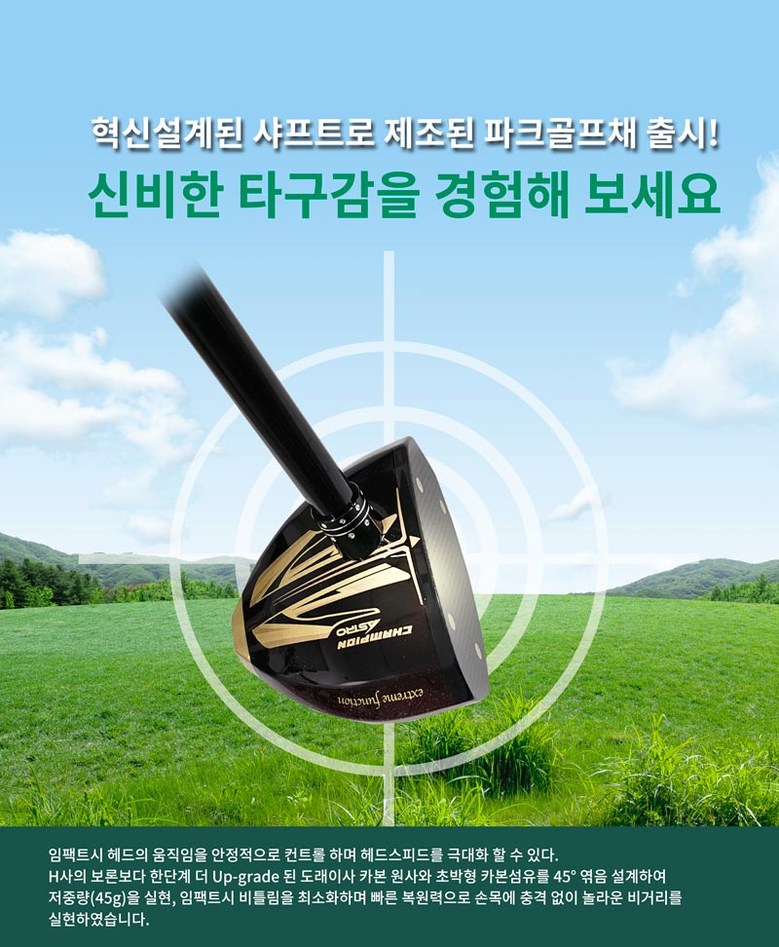 혁신설계된 샤프트로 제조된 파크골프채 출시!
신비한 타구감을 경험해 보세요
CHAMPION
ASTRO
extreme function
임팩트시 헤드의 움직임을 안정적으로 컨트롤 하며 헤드스피드를 극대화 할 수 있다.
H사의 보론보다 한단계 더 Up-grade 된 도래이사 카본 원사와 초박형 카본섬유를 45° 엮음 설계하여
저중량(45g)을 실현, 임팩트시 비틀림을 최소화하며 빠른 복원력으로 손목에 충격 없이 놀라운 비거리를
실현하였습니다.